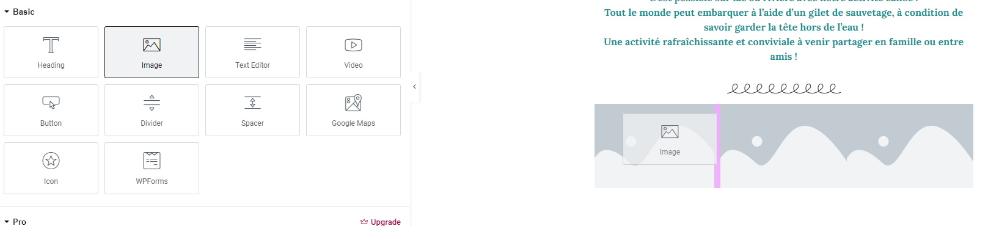 Basic
Heading
Image
Text Editor
Video
Button
Divider
Spacer
Google Maps
Icon
WPForms
Pro
Upgrade
Tout le monde peut embarquer à l’aide d’un gilet de sauvetage, à condition de
savoir garder la tête hors de l’eau !
Une activité rafraîchissante et conviviale à venir partager en famille ou entre
amis !
Image